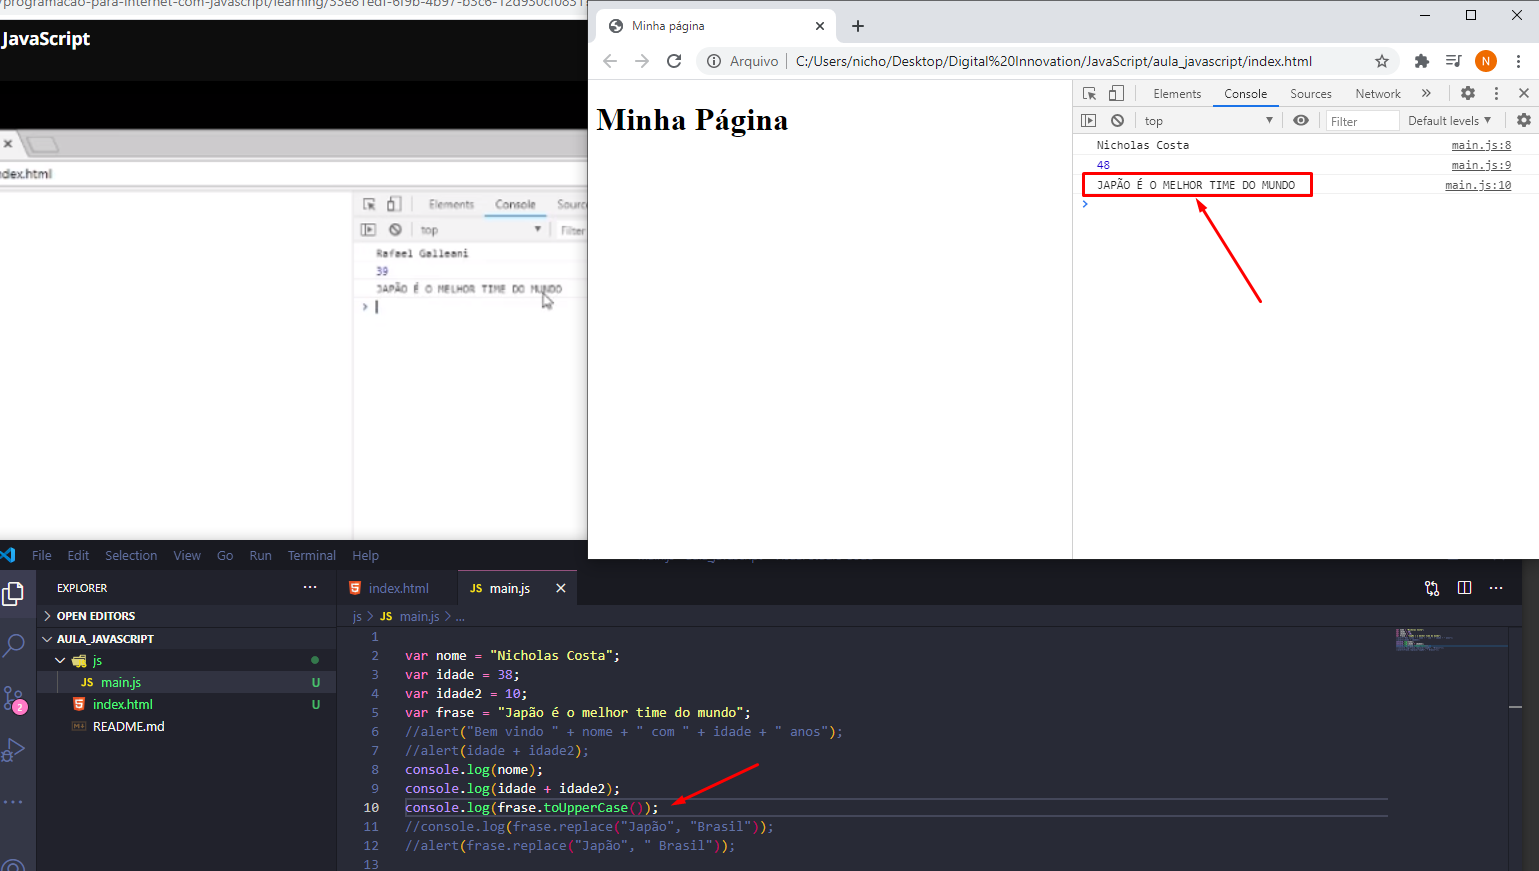 JavaScript
ndex.html
Elements Console Sourc
top Filter
Rafael Galleani
39
JAPÃO É O MELHOR TIME DO MUNDO
Minha página
Arquivo C:/Users/nicho/Desktop/Digital%20Innovation/JavaScript/aula_javascript/index.html N
Minha Página
Elements Console Sources Network
top Filter Default levels
Nicholas Costa main.js:8
48 main.js:9
JAPÃO É O MELHOR TIME DO MUNDO main.js:10
File Edit Selection View Go Run Terminal Help
EXPLORER
OPEN EDITORS
AULA_JAVASCRIPT
js
JS main.js U
index.html U
README.md
2
index.html JS main.js
js > JS main.js > ...
1
2 var nome = "Nicholas Costa";
3 var idade = 38;
4 var idade2 = 10;
5 var frase = "Japão é o melhor time do mundo";
6 //alert("Bem vindo " + nome + " com " + idade + " anos");
7 //alert(idade + idade2);
8 console.log(nome);
9 console.log(idade + idade2);
10 console.log(frase.toUpperCase());
11 //console.log(frase.replace("Japão", "Brasil"));
12 //alert(frase.replace("Japão", " Brasil"));
13